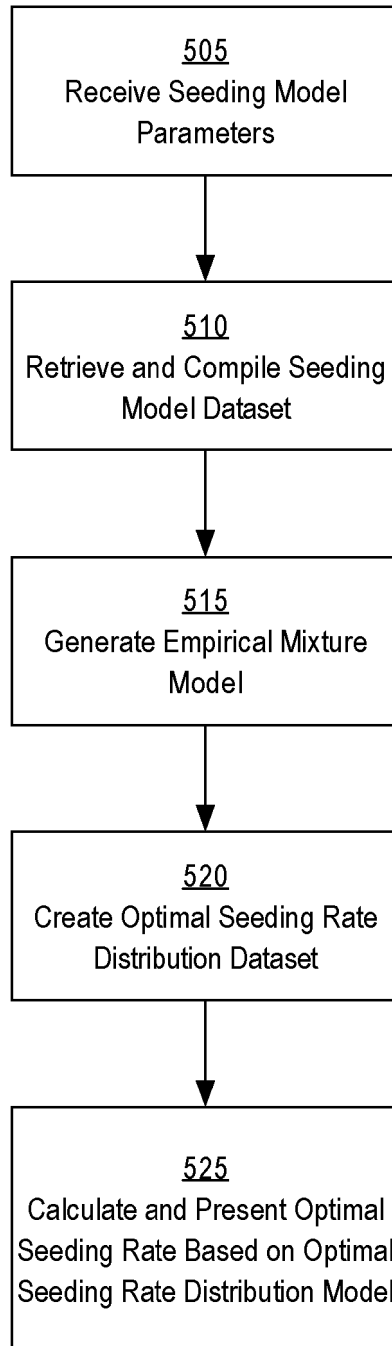 505
Receive Seeding Model
Parameters
510
Retrieve and Compile Seeding
Model Dataset
515
Generate Empirical Mixture
Model
520
Create Optimal Seeding Rate
Distribution Dataset
525
Calculate and Present Optimal
Seeding Rate Based on Optimal
Seeding Rate Distribution Model